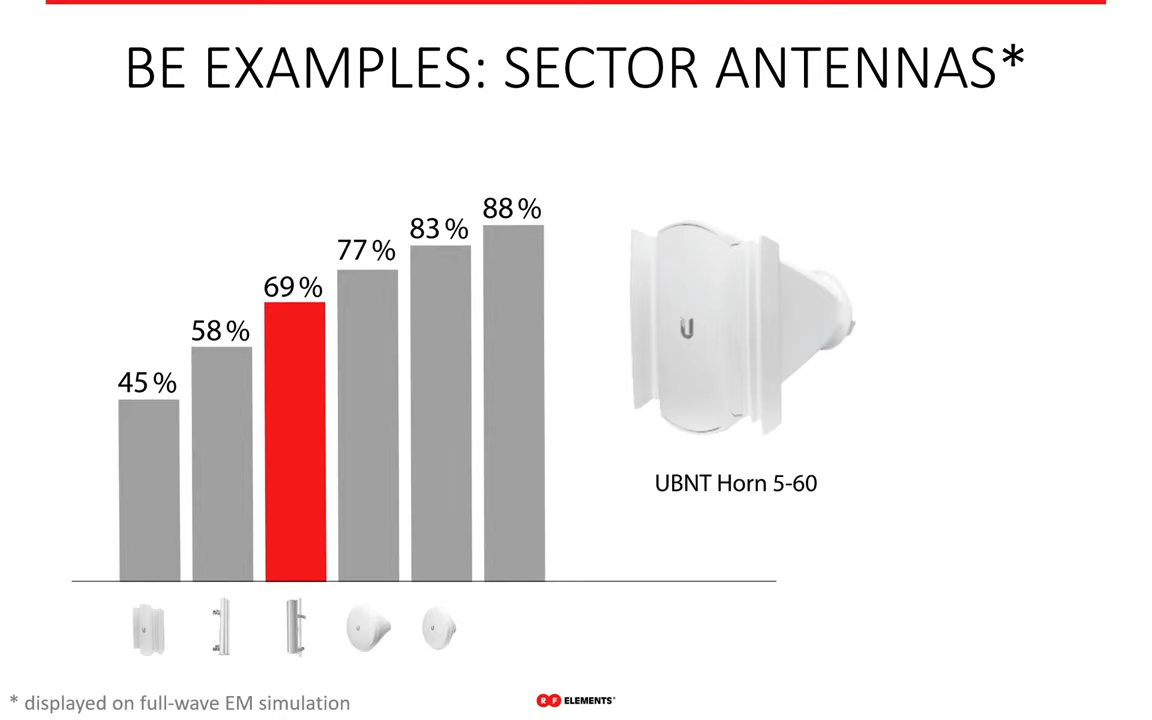 BE EXAMPLES: SECTOR ANTENNAS*
88 %
83 %
77 %
69 %
58 %
45 %
U
UBNT Horn 5-60
* displayed on full-wave EM simulation
RF ELEMENTS®